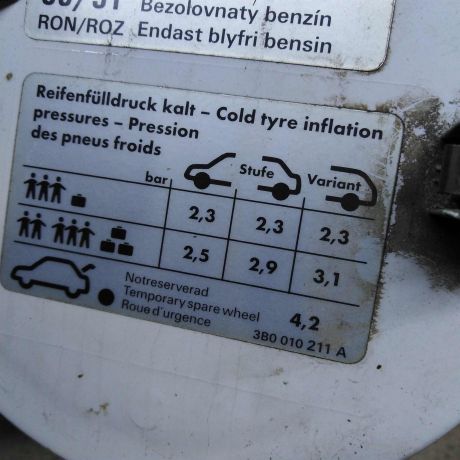 Bezolovnaty benzín
RON/ROZ Endast blyfri bensin
Reifenfülldruck kalt – Cold tyre inflation
pressures – Pression
des pneus froids
bar Stufe Variant
2,3 2,3 2,3
2,5 2,9 3,1
Notreserverad
Temporary spare wheel 4,2
Roue d'urgence
3B0 010 211 A